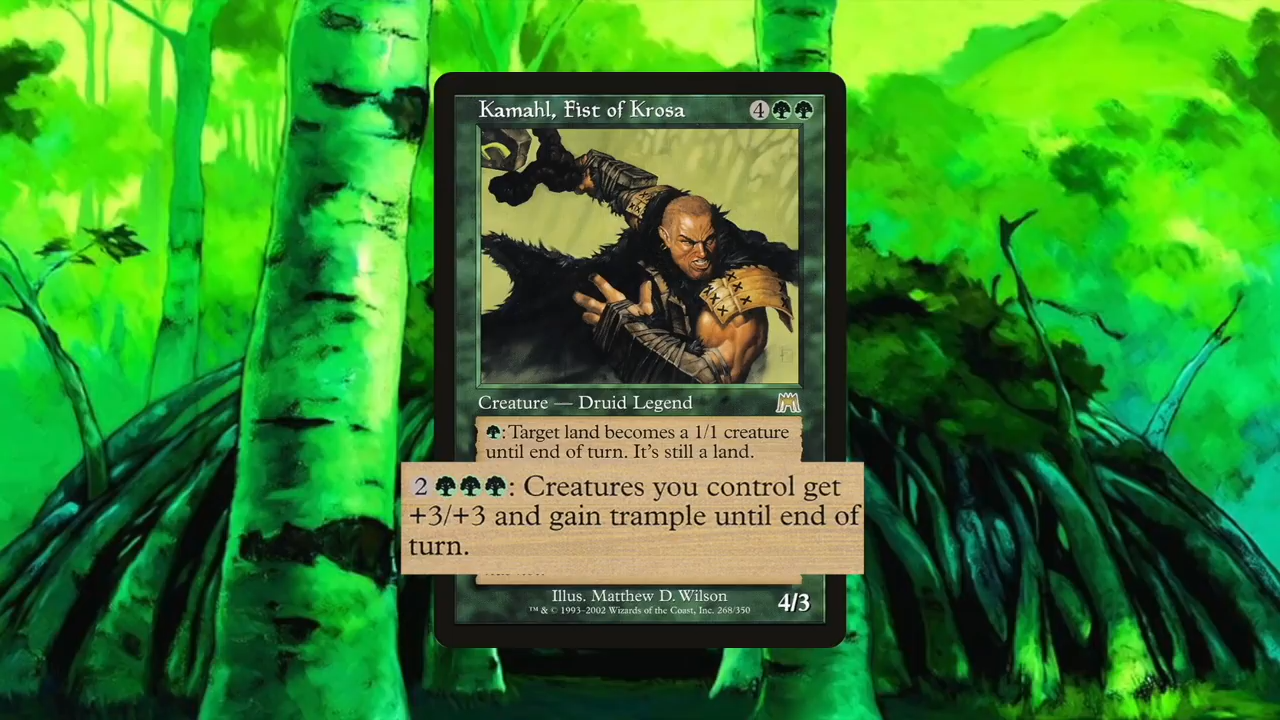 Kamahl, Fist of Krosa 4
Creature — Druid Legend
:Target land becomes a 1/1 creature
until end of turn. It's still a land.
2 : Creatures you control get
+3/+3 and gain trample until end of
turn.
Illus. Matthew D. Wilson
™ & © 1993–2002 Wizards of the Coast, Inc. 268/350
4/3